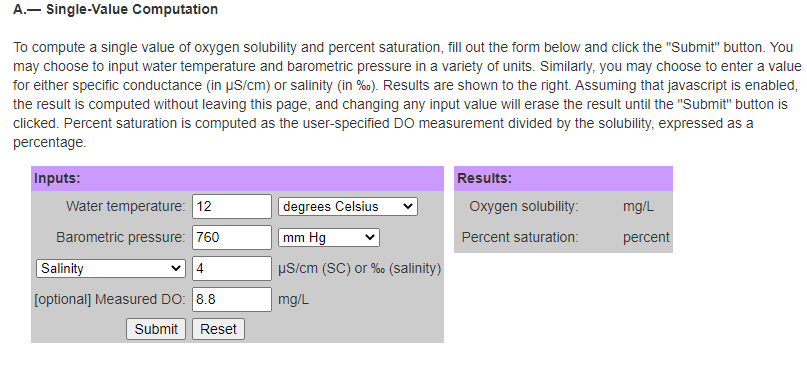 A.— Single-Value Computation
To compute a single value of oxygen solubility and percent saturation, fill out the form below and click the "Submit" button. You
may choose to input water temperature and barometric pressure in a variety of units. Similarly, you may choose to enter a value
for either specific conductance (in µS/cm) or salinity (in ‰). Results are shown to the right. Assuming that javascript is enabled,
the result is computed without leaving this page, and changing any input value will erase the result until the "Submit" button is
clicked. Percent saturation is computed as the user-specified DO measurement divided by the solubility, expressed as a
percentage.
Inputs:
Water temperature: 12 degrees Celsius
Barometric pressure: 760 mm Hg
Salinity 4 µS/cm (SC) or ‰ (salinity)
[optional] Measured DO: 8.8 mg/L
Submit Reset
Results:
Oxygen solubility: mg/L
Percent saturation: percent